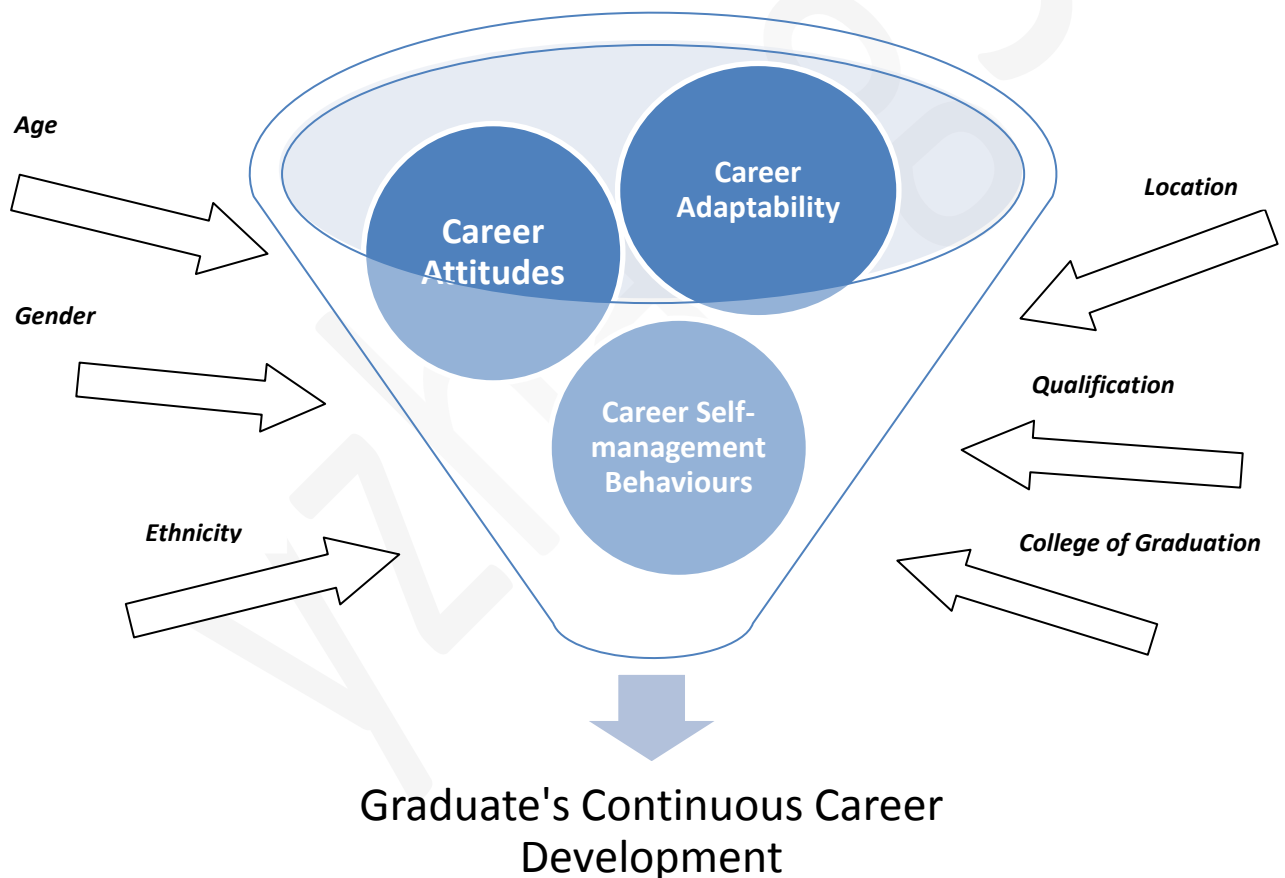 Age
Career
Adaptability
Location
Career
Attitudes
Gender
Qualification
Career Self-
management
Behaviours
Ethnicity
College of Graduation
Graduate's Continuous Career
Development